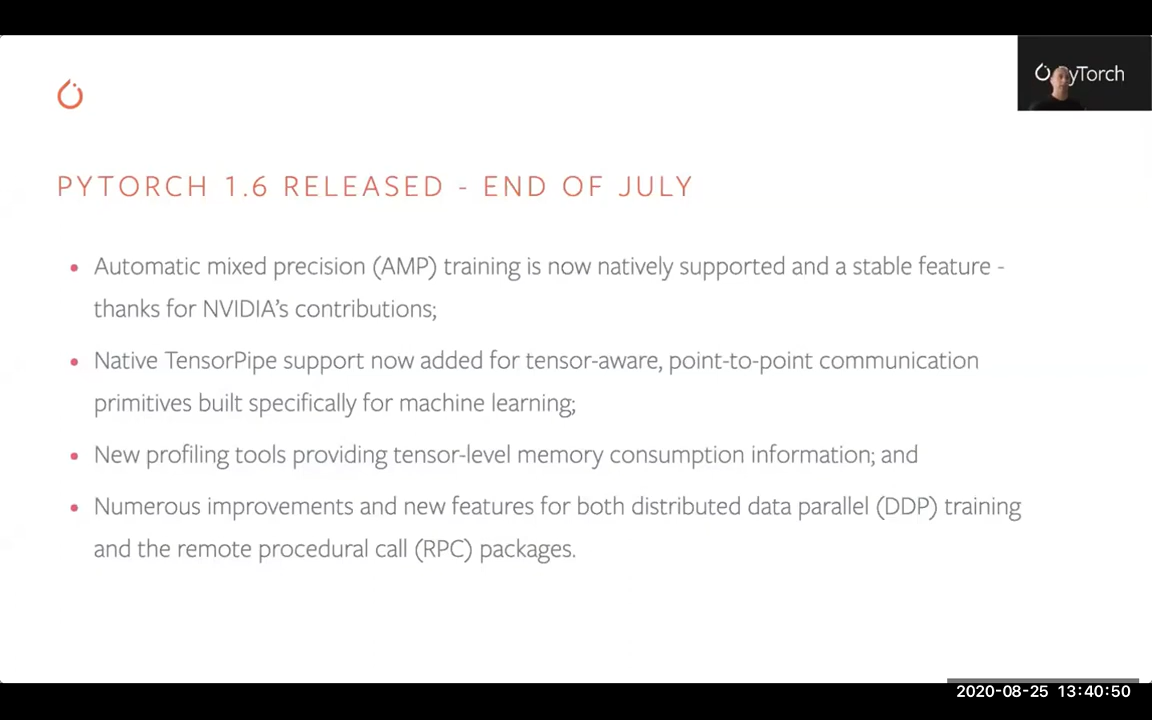 PyTorch
PYTORCH 1.6 RELEASED - END OF JULY
• Automatic mixed precision (AMP) training is now natively supported and a stable feature -
thanks for NVIDIA's contributions;
• Native TensorPipe support now added for tensor-aware, point-to-point communication
primitives built specifically for machine learning;
• New profiling tools providing tensor-level memory consumption information; and
• Numerous improvements and new features for both distributed data parallel (DDP) training
and the remote procedural call (RPC) packages.
2020-08-25 13:40:50